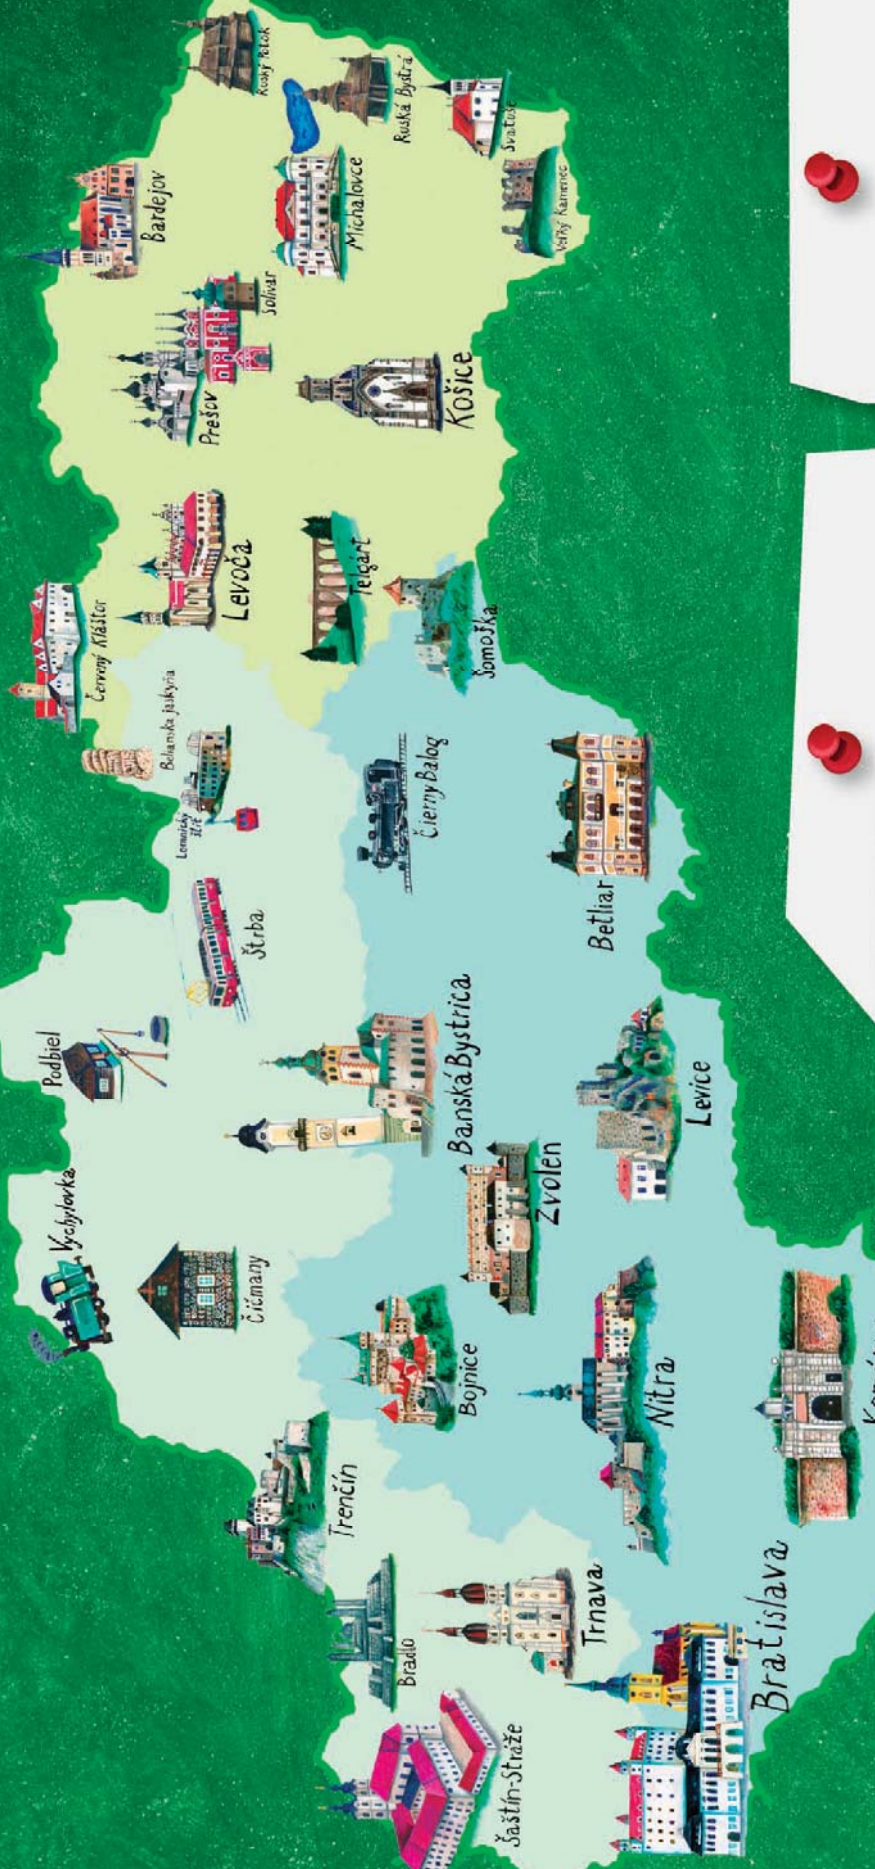 Ruský Potok
Ruská Bystrá
Svätuše
Veľký Kamenec
Michalovce
Bardejov
Solivar
Prešov
Košice
Levoča
Telgárt
Šomoška
Červený Kláštor
Belianska jaskyňa
Lomnický
štít
Čierny Balog
Betliar
Štrba
Podbiel
Banská Bystrica
Levice
Zvolen
Vychylovka
Čičmany
Bojnice
Nitra
Trenčín
Bradlo
Trnava
Bratislava
Šaštín-Stráže